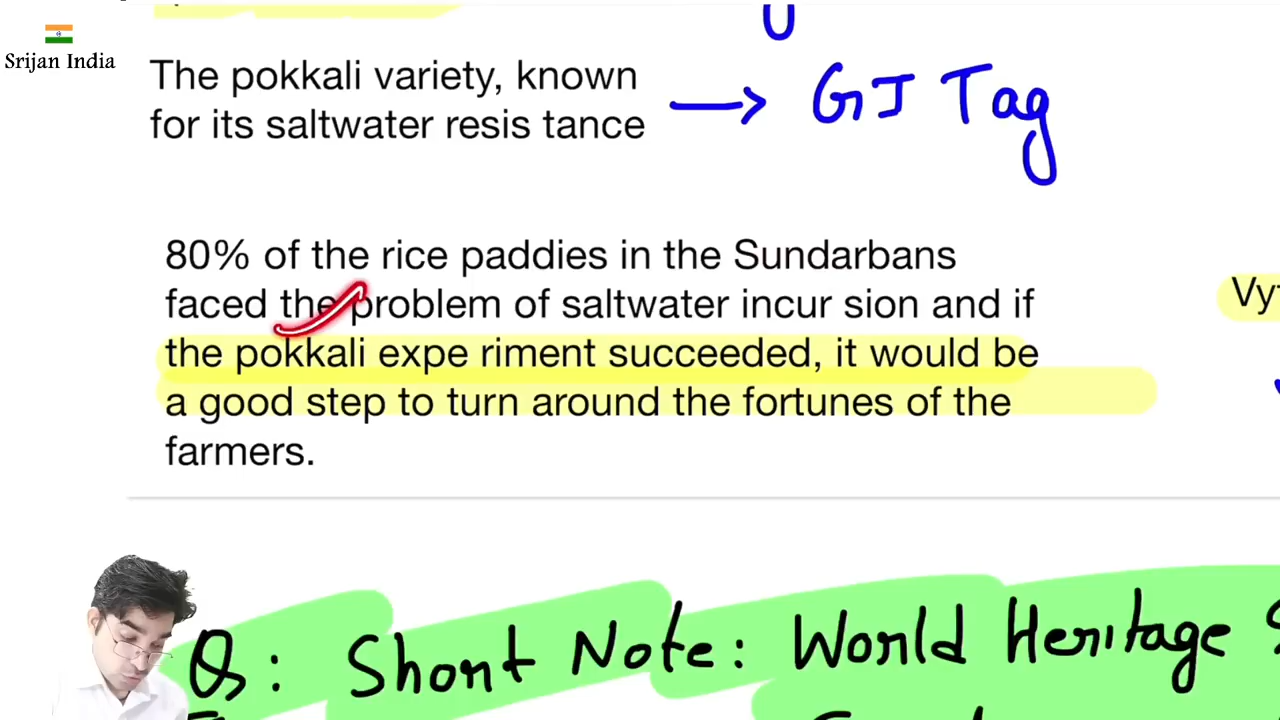 Srijan India
The pokkali variety, known
for its saltwater resis tance
GI Tag
80% of the rice paddies in the Sundarbans
faced the problem of saltwater incur sion and if
the pokkali expe riment succeeded, it would be
a good step to turn around the fortunes of the
farmers.
Vy
Q: Short Note: World Heritage